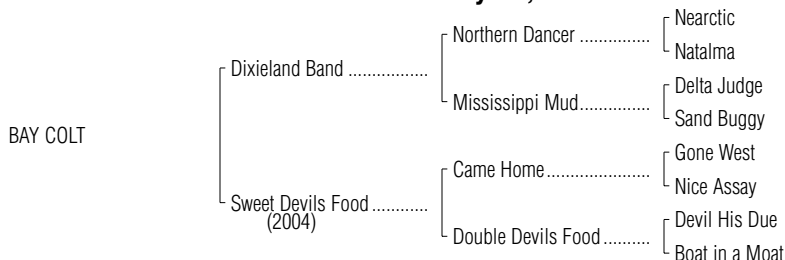 Nearctic
Northern Dancer ...............
Natalma
Dixieland Band .................
Delta Judge
Mississippi Mud...............
Sand Buggy
BAY COLT
Gone West
Came Home......................
Nice Assay
Sweet Devils Food ............
(2004)
Devil His Due
Double Devils Food ..........
Boat in a Moat